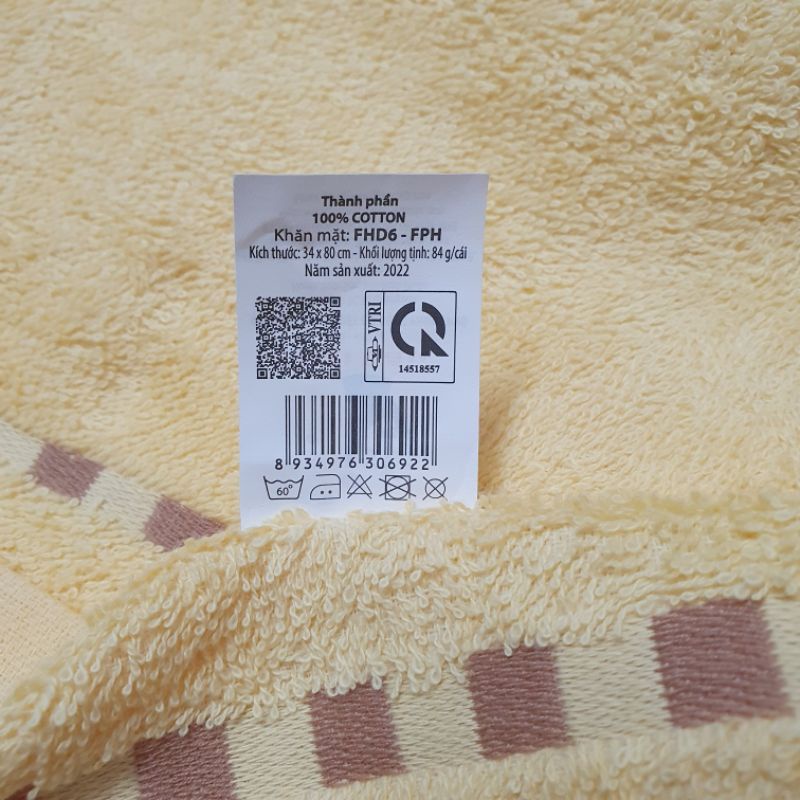 Thành phần
100% COTTON
Khăn mặt: FHD6 - FPH
Kích thước: 34 x 80 cm - Khối lượng tịnh: 84 g/cái
Năm sản xuất: 2022
VTRI
14518557
8 934976 306922
60°